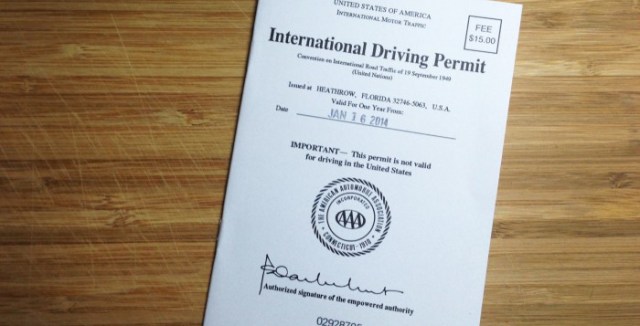 UNITED STATES OF AMERICA
INTERNATIONAL MOTOR TRAFFIC
FEE
$15.00
International Driving Permit
Convention on International Road Traffic of 19 September 1949
(United Nations)
Issued at HEATHROW, FLORIDA 32746-5063, U.S.A.
Valid For One Year From:
Date JAN 16 2014
IMPORTANT— This permit is not valid
for driving in the United States
THE AMERICAN AUTOMOBILE ASSOCIATION
INCORPORATED
AAA
CONNECTICUT - 1910
Authorized signature of the empowered authority